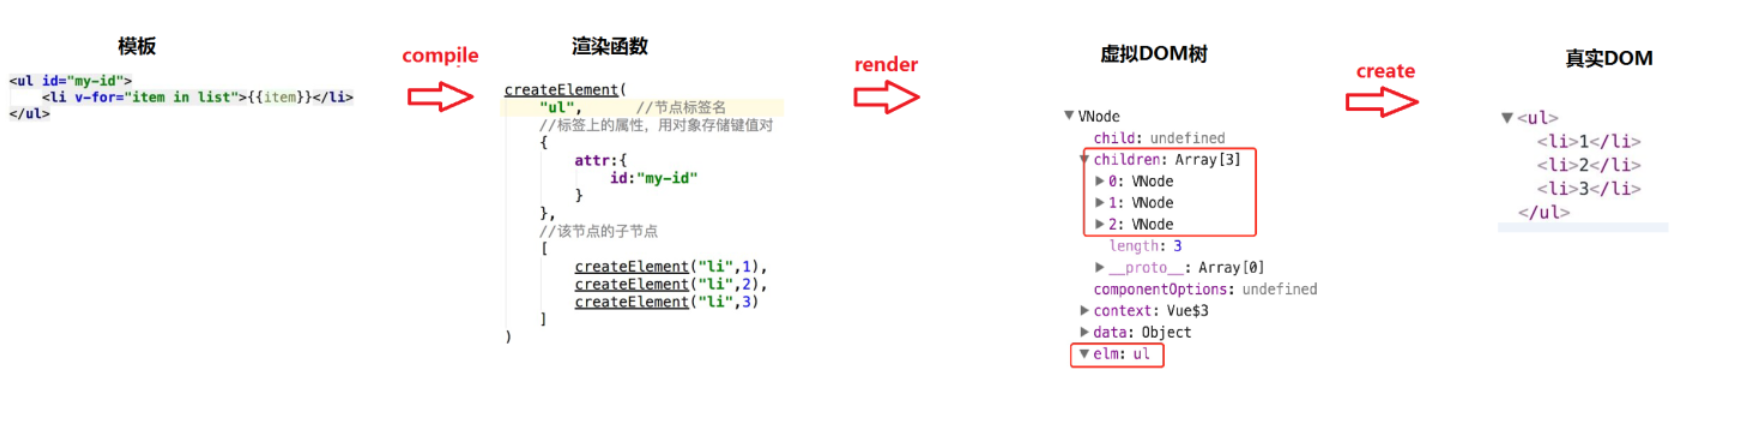 模板
<ul id="my-id">
<li v-for="item in list">{{item}}</li>
</ul>
compile
渲染函数
createElement(
"ul", //节点标签名
//标签上的属性，用对象存储键值对
{
attr:{
id:"my-id"
}
},
//该节点的子节点
[
createElement("li",1),
createElement("li",2),
createElement("li",3)
]
)
render
虚拟DOM树
VNode
child: undefined
children: Array[3]
0: VNode
1: VNode
2: VNode
length: 3
__proto__: Array[0]
componentOptions: undefined
context: Vue$3
data: Object
elm: ul
create
真实DOM
<ul>
<li>1</li>
<li>2</li>
<li>3</li>
</ul>